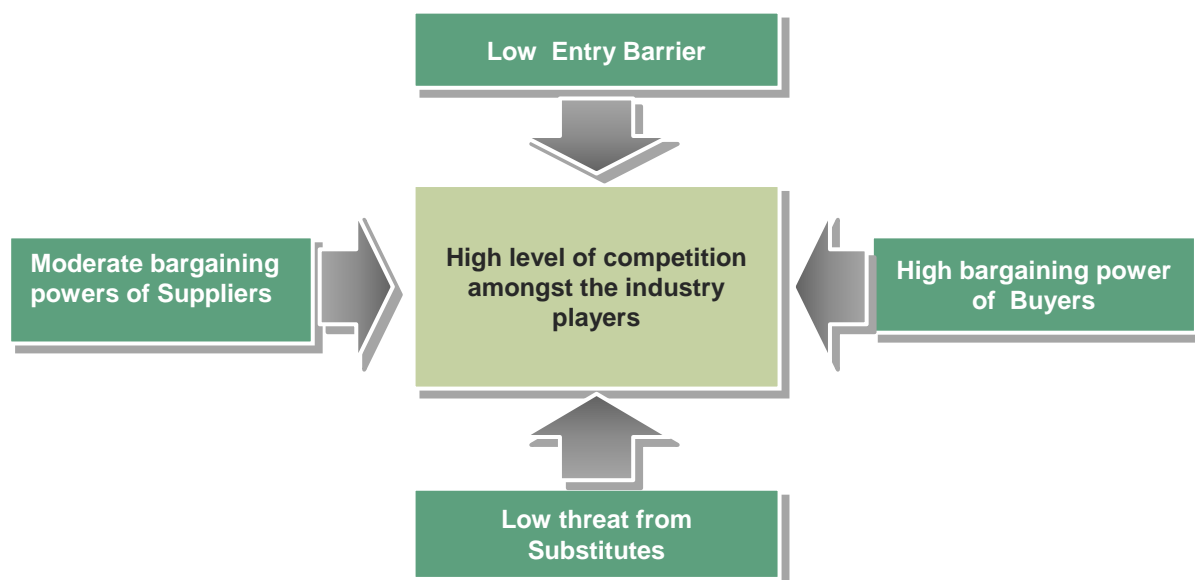 Low Entry Barrier
Moderate bargaining
powers of Suppliers
High level of competition
amongst the industry
players
High bargaining power
of Buyers
Low threat from
Substitutes